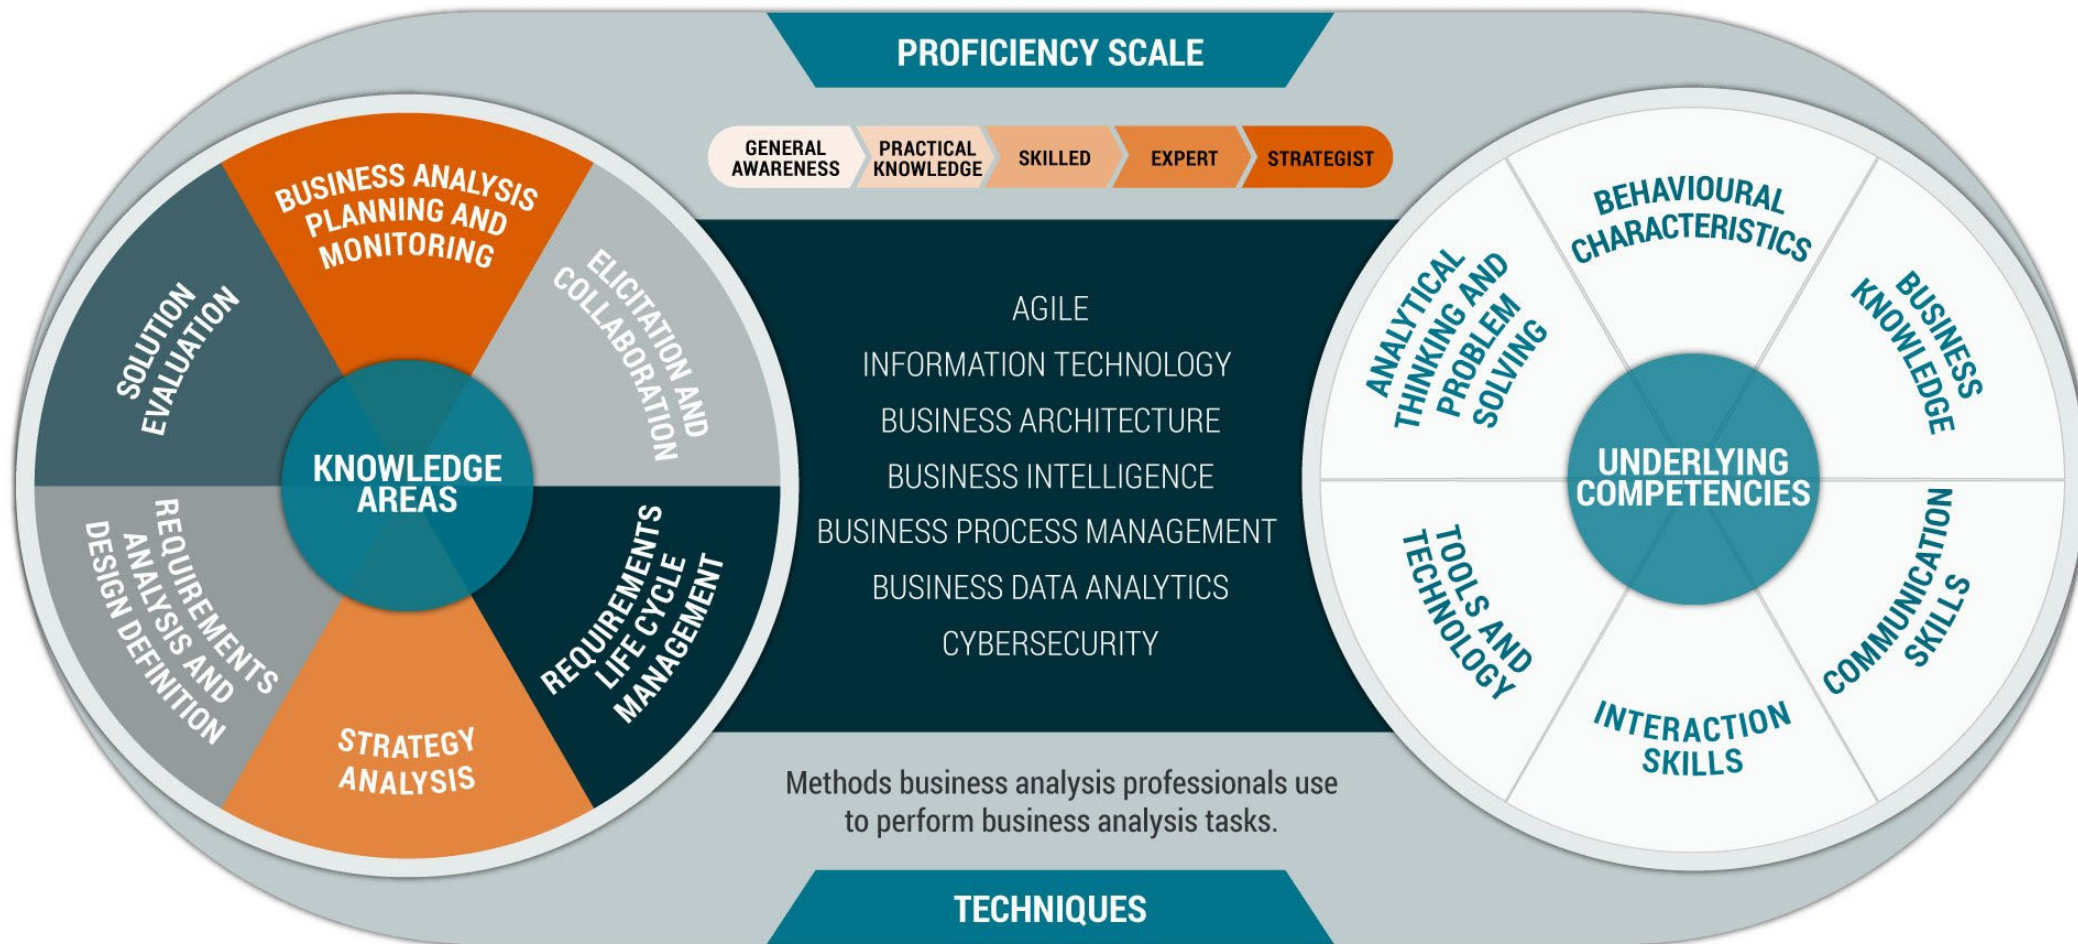 PROFICIENCY SCALE
GENERAL
AWARENESS
PRACTICAL
KNOWLEDGE
SKILLED
EXPERT
STRATEGIST
BUSINESS ANALYSIS
PLANNING AND
MONITORING
ELICITATION AND
COLLABORATION
REQUIREMENTS
LIFE CYCLE
MANAGEMENT
STRATEGY
ANALYSIS
REQUIREMENTS
ANALYSIS AND
DESIGN DEFINITION
SOLUTION
EVALUATION
KNOWLEDGE
AREAS
AGILE
INFORMATION TECHNOLOGY
BUSINESS ARCHITECTURE
BUSINESS INTELLIGENCE
BUSINESS PROCESS MANAGEMENT
BUSINESS DATA ANALYTICS
CYBERSECURITY
BEHAVIOURAL
CHARACTERISTICS
BUSINESS
KNOWLEDGE
COMMUNICATION
SKILLS
INTERACTION
SKILLS
TOOLS AND
TECHNOLOGY
ANALYTICAL
THINKING AND
PROBLEM
SOLVING
UNDERLYING
COMPETENCIES
Methods business analysis professionals use
to perform business analysis tasks.
TECHNIQUES